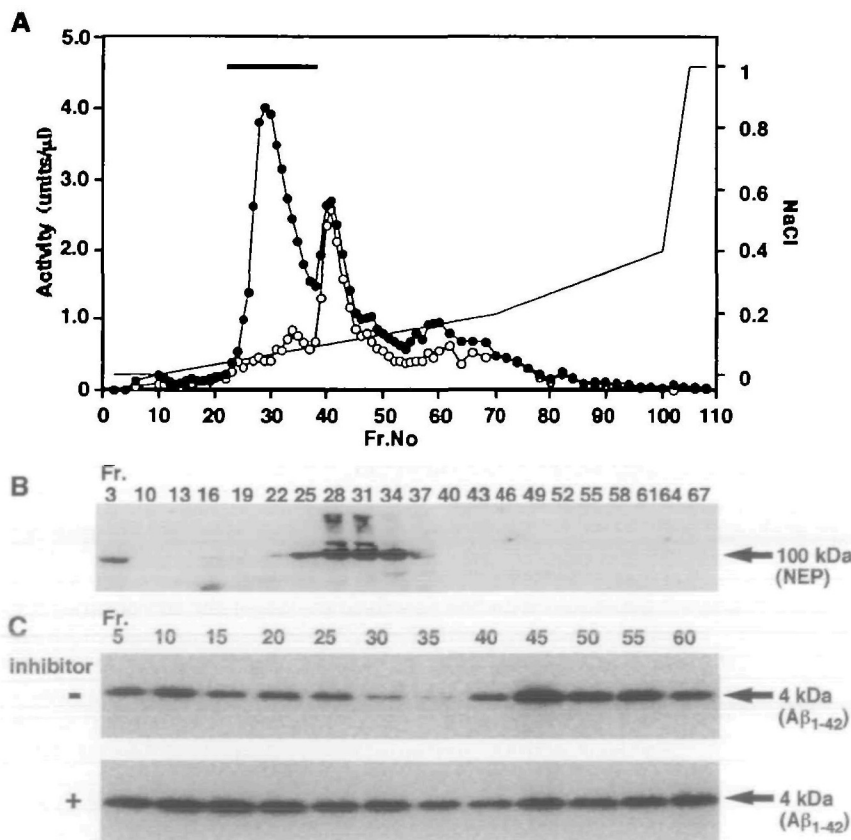 A
5.0
4.0
3.0
2.0
1.0
0
Activity (units/μl)
1
0.8
0.6
0.4
0.2
0
NaCl
0 10 20 30 40 50 60 70 80 90 100 110
Fr.No
B
Fr.
3 10 13 16 19 22 25 28 31 34 37 40 43 46 49 52 55 58 61 64 67
100 kDa
(NEP)
C
Fr.
5 10 15 20 25 30 35 40 45 50 55 60
inhibitor
-
4 kDa
(Aβ1-42)
+
4 kDa
(Aβ1-42)